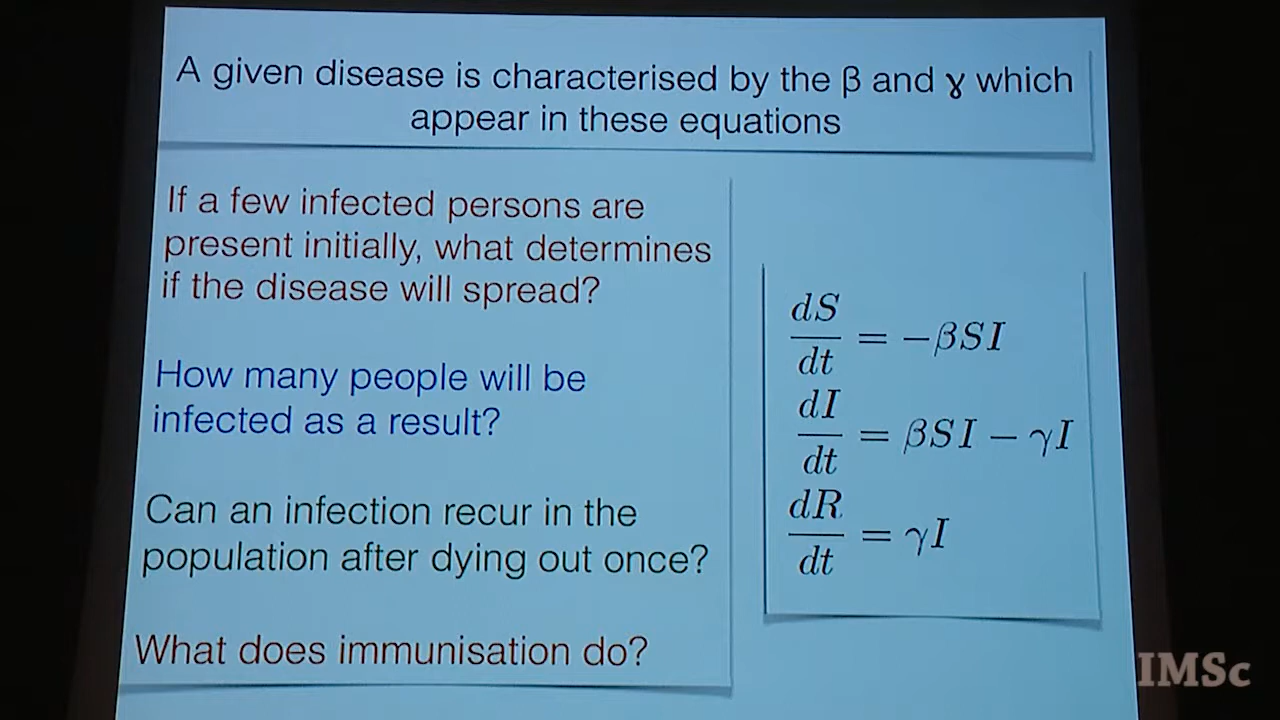 A given disease is characterised by the β and γ which
appear in these equations
If a few infected persons are
present initially, what determines
if the disease will spread?
How many people will be
infected as a result?
Can an infection recur in the
population after dying out once?
What does immunisation do?
dS/dt = −βSI
dI/dt = βSI − γI
dR/dt = γI
IMSc